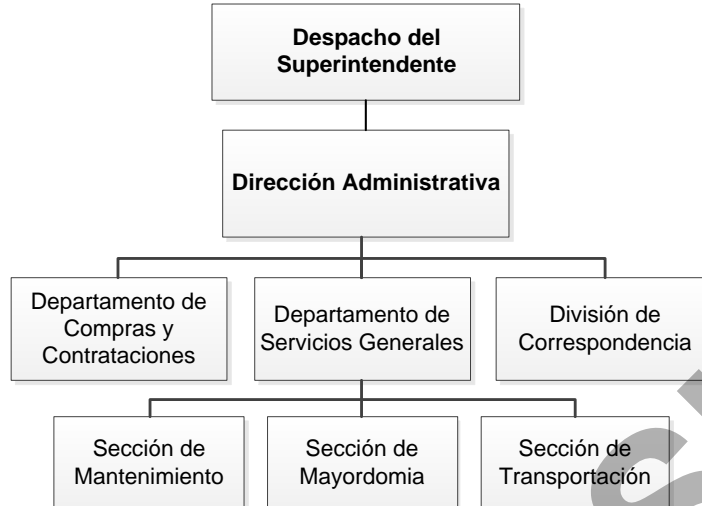 Despacho del
Superintendente
Dirección Administrativa
Departamento de
Compras y
Contrataciones
Departamento de
Servicios Generales
División de
Correspondencia
Sección de
Mantenimiento
Sección de
Mayordomia
Sección de
Transportación